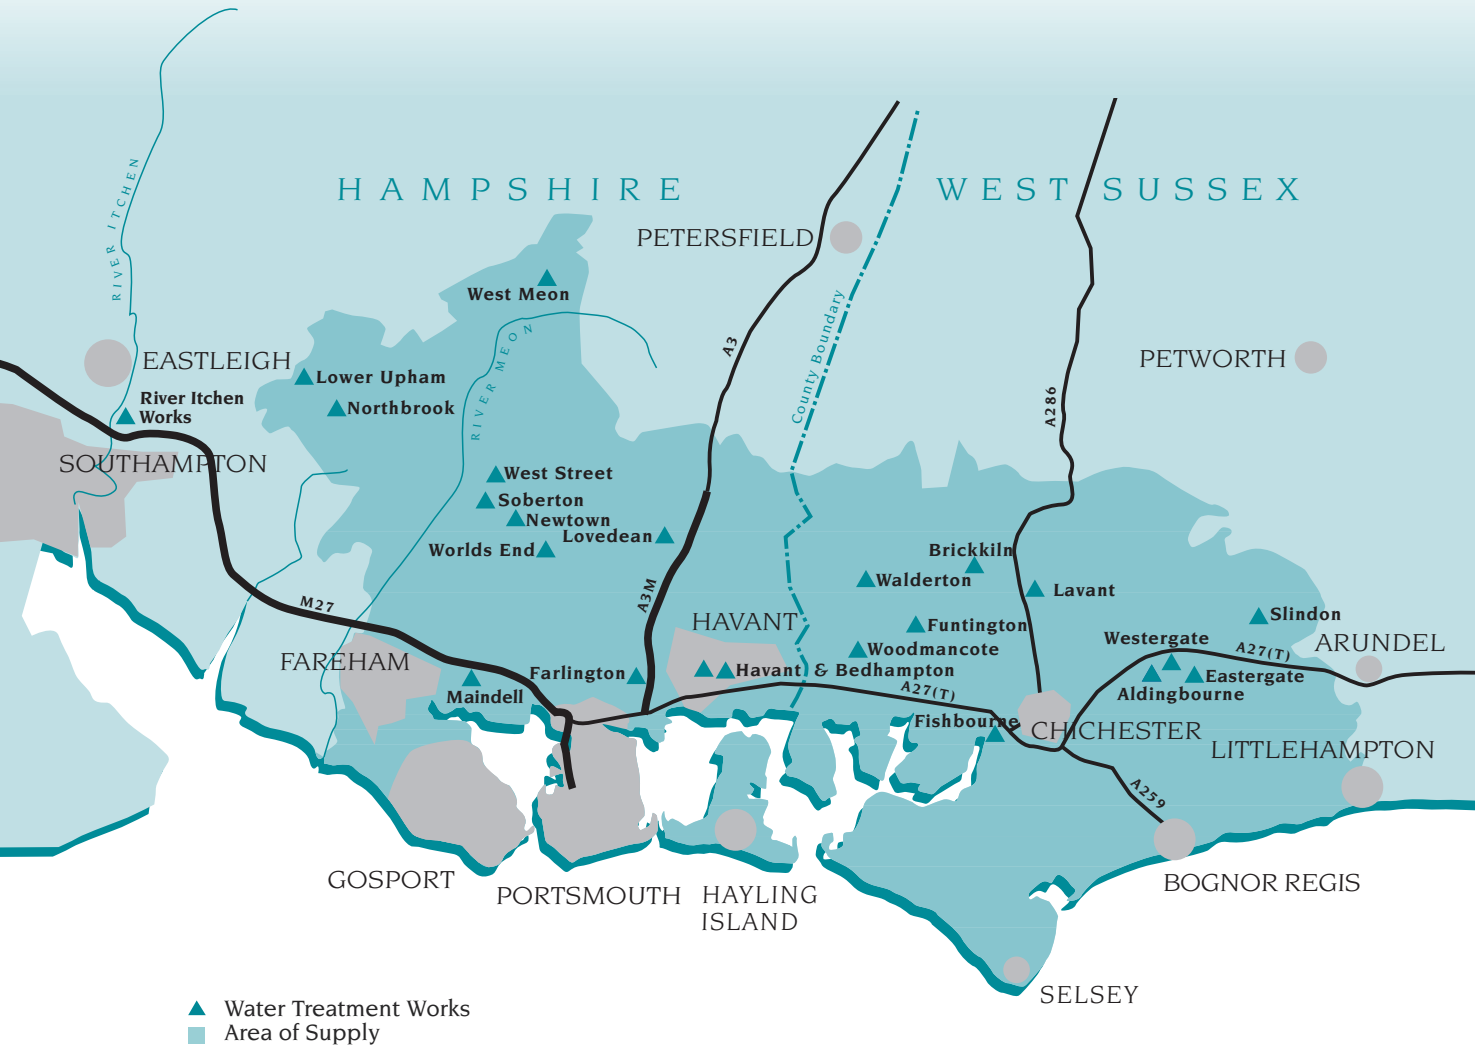 HAMPSHIRE
WEST SUSSEX
RIVER ITCHEN
PETERSFIELD
West Meon
RIVER MEON
A3
County Boundary
EASTLEIGH
PETWORTH
Lower Upham
River Itchen
Works
Northbrook
A286
SOUTHAMPTON
West Street
Soberton
Newtown
Lovedean
Worlds End
Brickkiln
Walderton
Lavant
M27
A3M
HAVANT
Funtington
Slindon
Westergate
A27(T)
ARUNDEL
FAREHAM
Farlington
Havant & Bedhampton
Woodmancote
Eastergate
Maindell
A27(T)
Aldingbourne
Fishbourne
CHICHESTER
LITTLEHAMPTON
A259
GOSPORT
PORTSMOUTH
HAYLING
ISLAND
BOGNOR REGIS
SELSEY
Water Treatment Works
Area of Supply